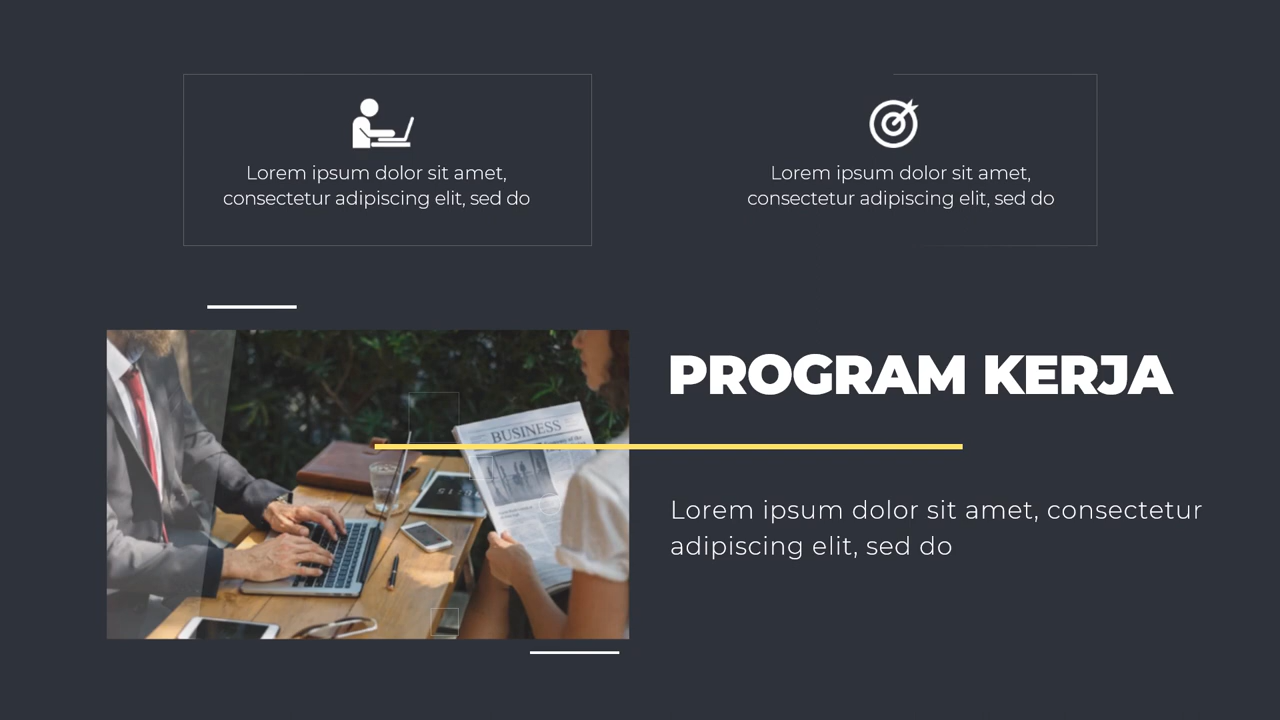 Lorem ipsum dolor sit amet,
consectetur adipiscing elit, sed do
Lorem ipsum dolor sit amet,
consectetur adipiscing elit, sed do
PROGRAM KERJA
BUSINESS
Lorem ipsum dolor sit amet, consectetur
adipiscing elit, sed do